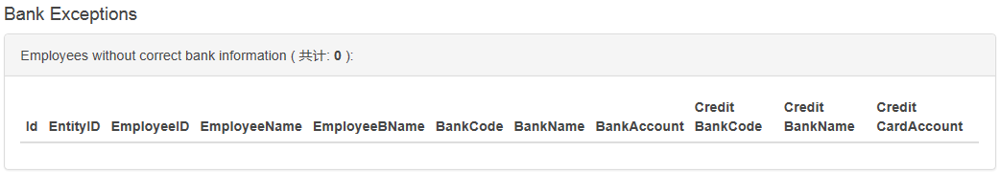 Bank Exceptions
Employees without correct bank information ( 共计: 0 ):
Id EntityID EmployeeID EmployeeName EmployeeBName BankCode BankName BankAccount Credit BankCode Credit BankName Credit CardAccount